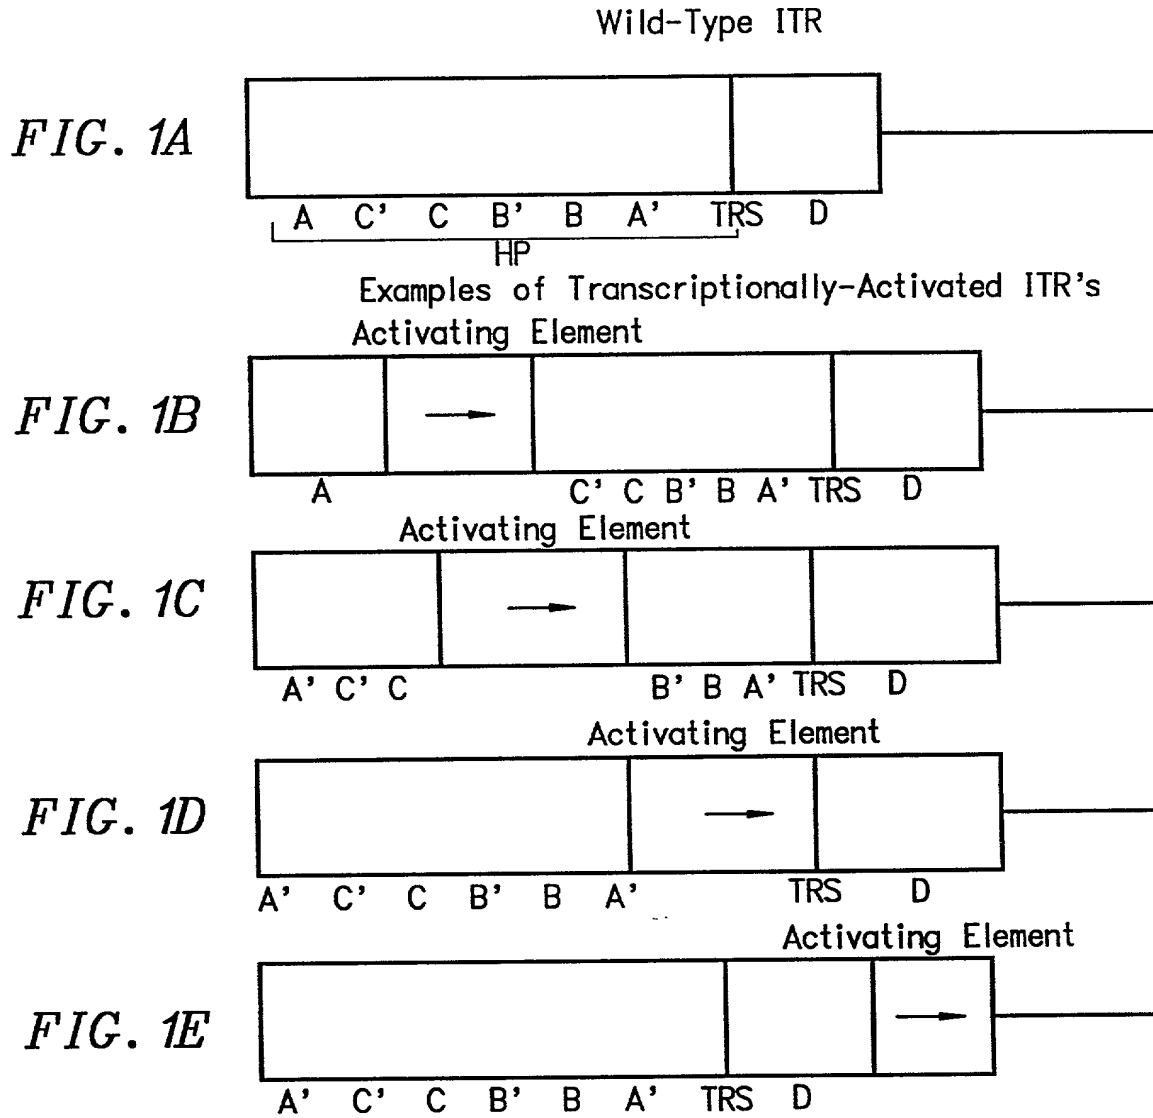 Wild-Type ITR
FIG. 1A
A C' C B' B A' TRS D
HP
Examples of Transcriptionally-Activated ITR's
Activating Element
FIG. 1B
A C' C B' B A' TRS D
Activating Element
FIG. 1C
A' C' C B' B A' TRS D
Activating Element
FIG. 1D
A' C' C B' B A' TRS D
Activating Element
FIG. 1E
A' C' C B' B A' TRS D